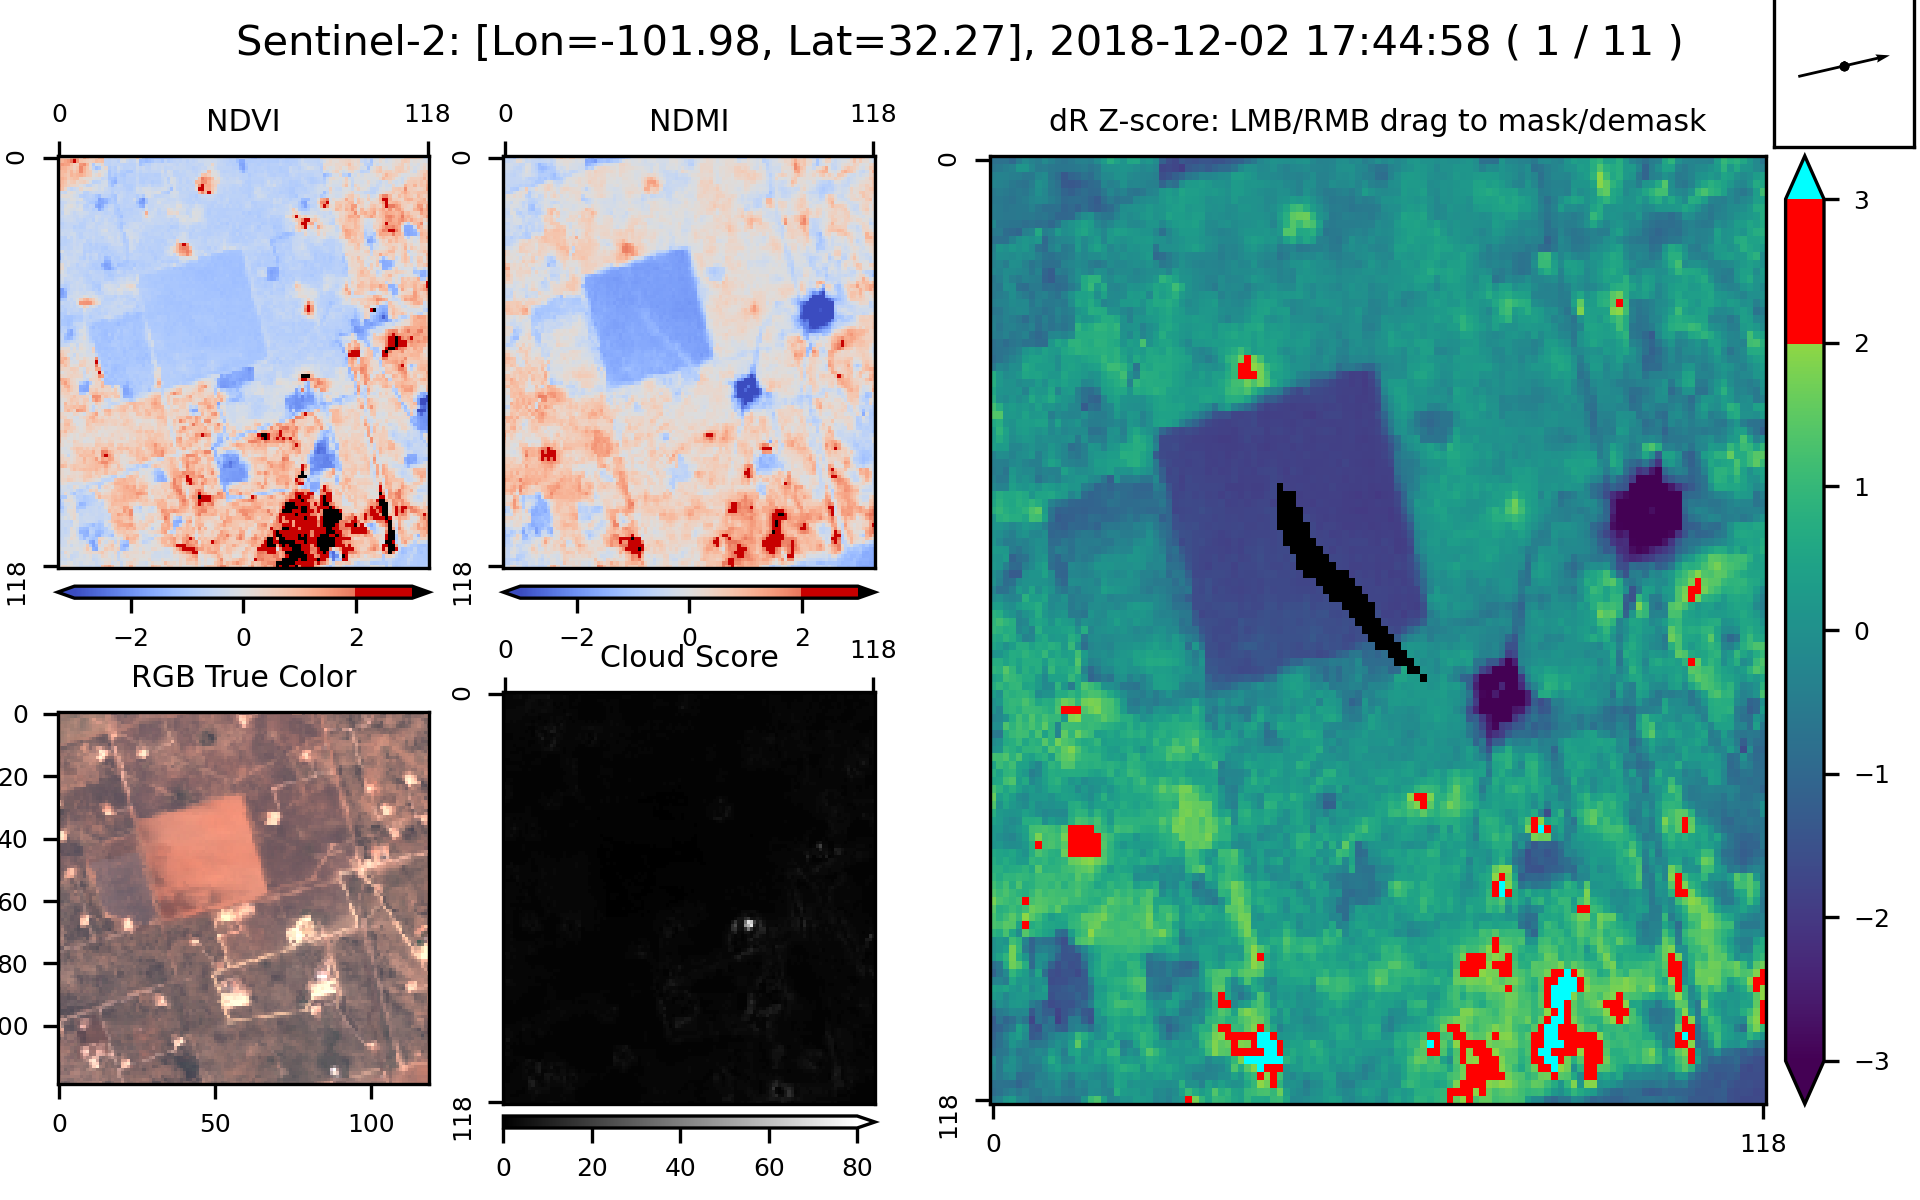 Sentinel-2: [Lon=-101.98, Lat=32.27], 2018-12-02 17:44:58 ( 1 / 11 )
0 118
NDVI
0
118
−2 0 2
0 118
NDMI
0
118
−2 0 2
dR Z-score: LMB/RMB drag to mask/demask
0
118
0 118
3
2
1
0
−1
−2
−3
RGB True Color
0
20
40
60
80
00
0 50 100
0 118
Cloud Score
0
118
0 20 40 60 80